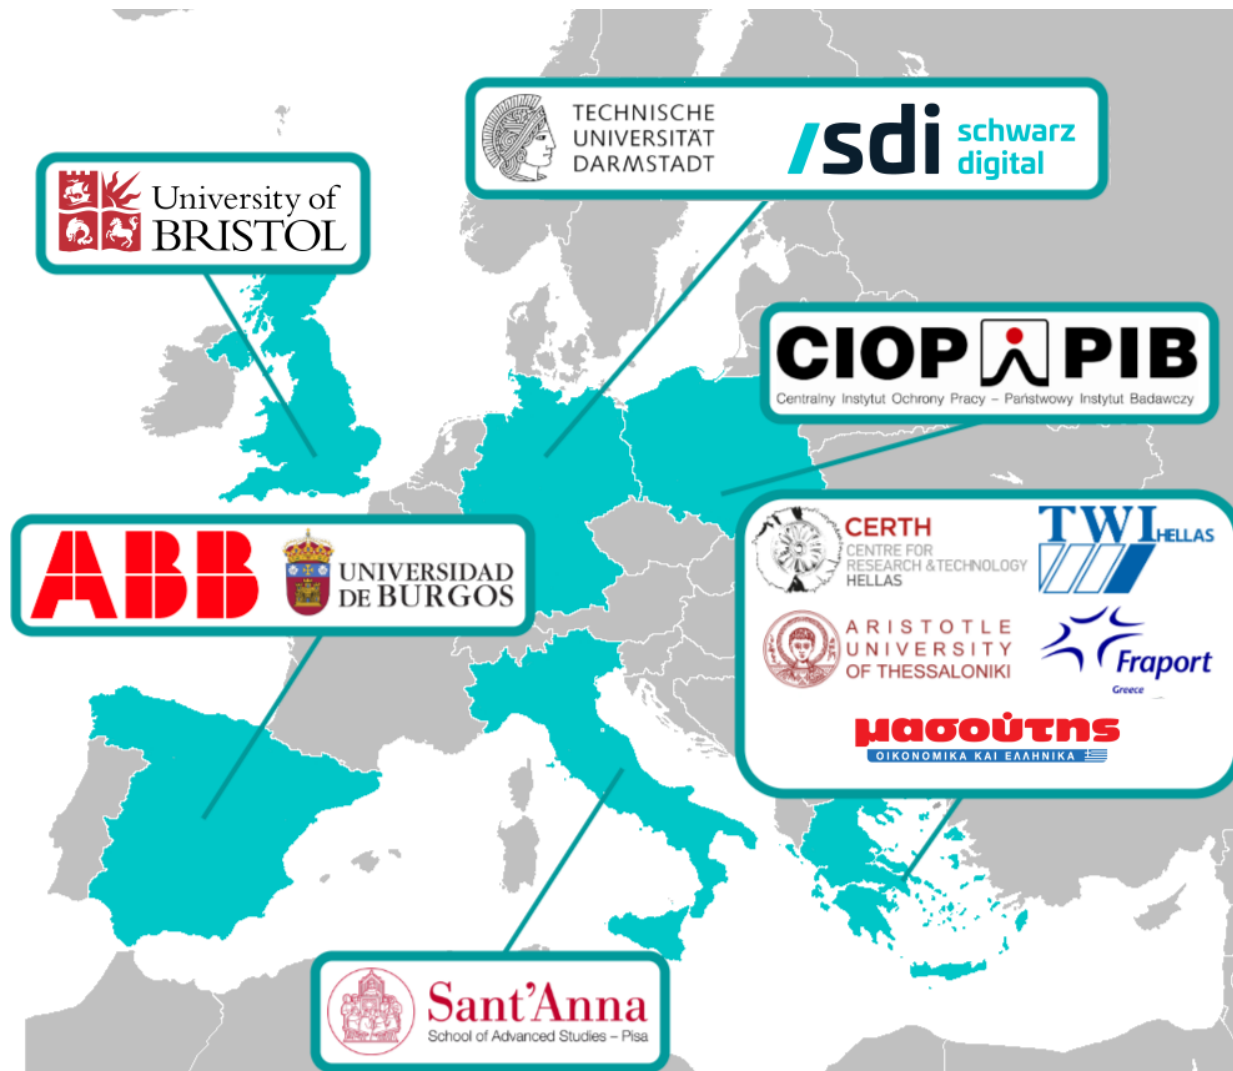 TECHNISCHE
UNIVERSITÄT
DARMSTADT
/sdi schwarz
digital
University of
BRISTOL
CIOP PIB
Centralny Instytut Ochrony Pracy – Państwowy Instytut Badawczy
ABB
UNIVERSIDAD
DE BURGOS
CERTH
CENTRE FOR
RESEARCH & TECHNOLOGY
HELLAS
TWI HELLAS
ARISTOTLE
UNIVERSITY
OF THESSALONIKI
Fraport
Greece
μασούτης
ΟΙΚΟΝΟΜΙΚΑ ΚΑΙ ΕΛΛΗΝΙΚΑ
Sant'Anna
School of Advanced Studies – Pisa